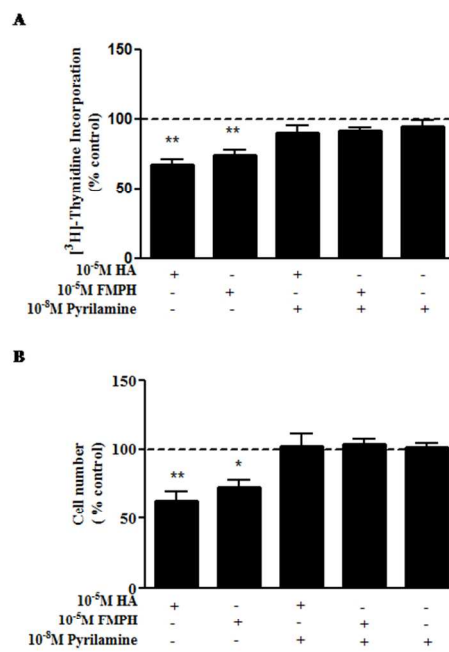 A
150
100
50
0
[³H]-Thymidine Incorporation
(% control)
** **
10⁻⁵M HA + - + - -
10⁻⁵M FMPH - + - + -
10⁻⁸M Pyrilamine - - + + +
B
150
100
50
0
Cell number
( % control)
** *
10⁻⁵M HA + - + - -
10⁻⁵M FMPH - + - + -
10⁻⁸M Pyrilamine - - + + +